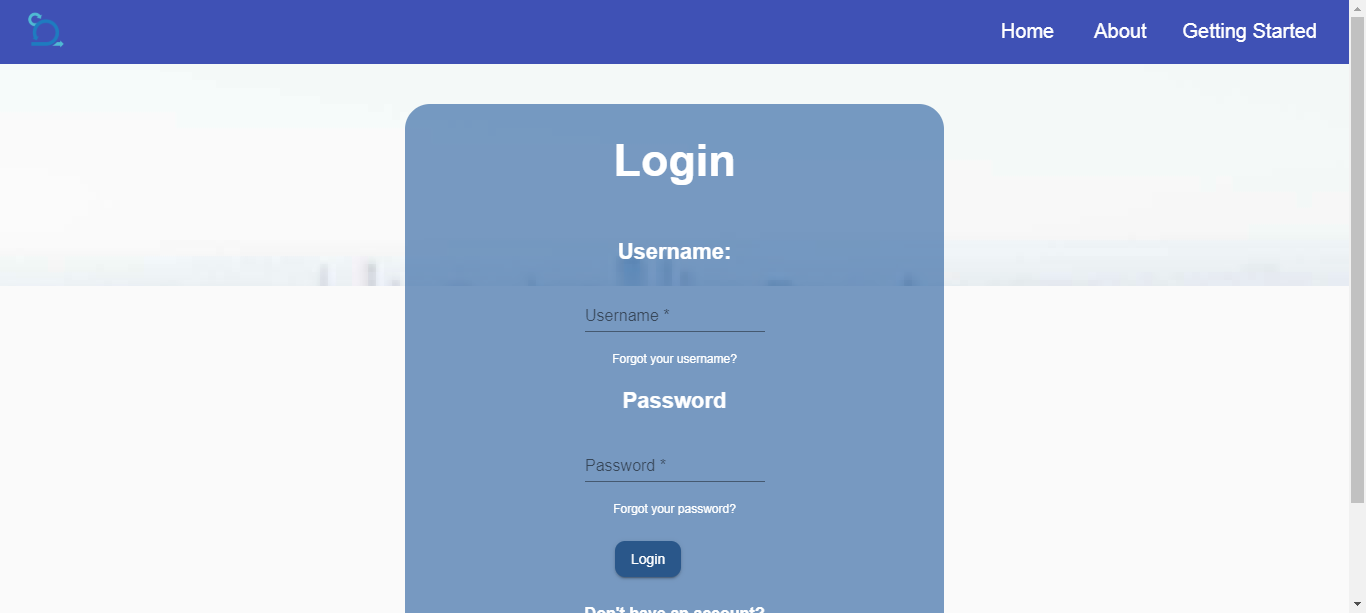 Home About Getting Started
Login
Username:
Username *
Forgot your username?
Password
Password *
Forgot your password?
Login
Don't have an account?